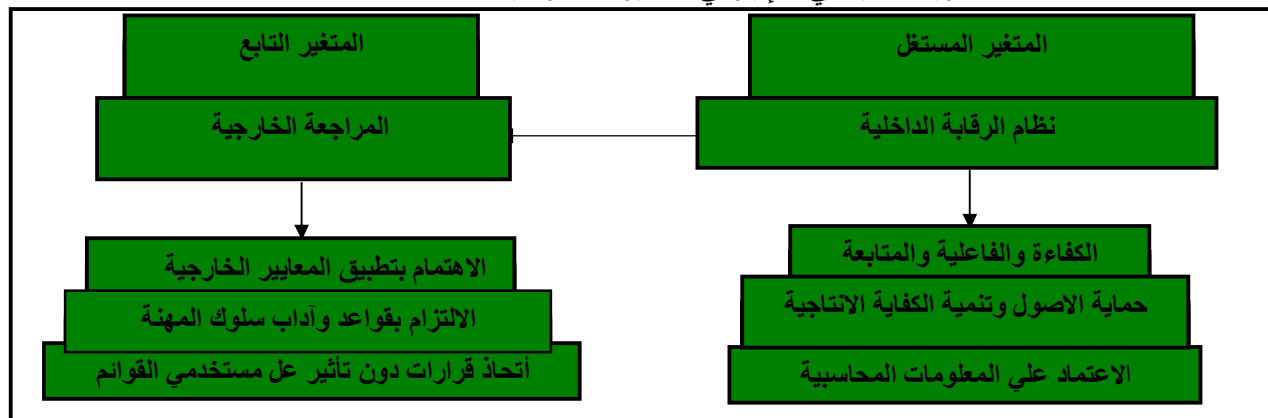 المتغير المستغل
نظام الرقابة الداخلية
الكفاءة والفاعلية والمتابعة
حماية الاصول وتنمية الكفاية الانتاجية
الاعتماد علي المعلومات المحاسبية
المتغير التابع
المراجعة الخارجية
الاهتمام بتطبيق المعايير الخارجية
الالتزام بقواعد وآداب سلوك المهنة
أتحاذ قرارات دون تأثير عل مستخدمي القوائم